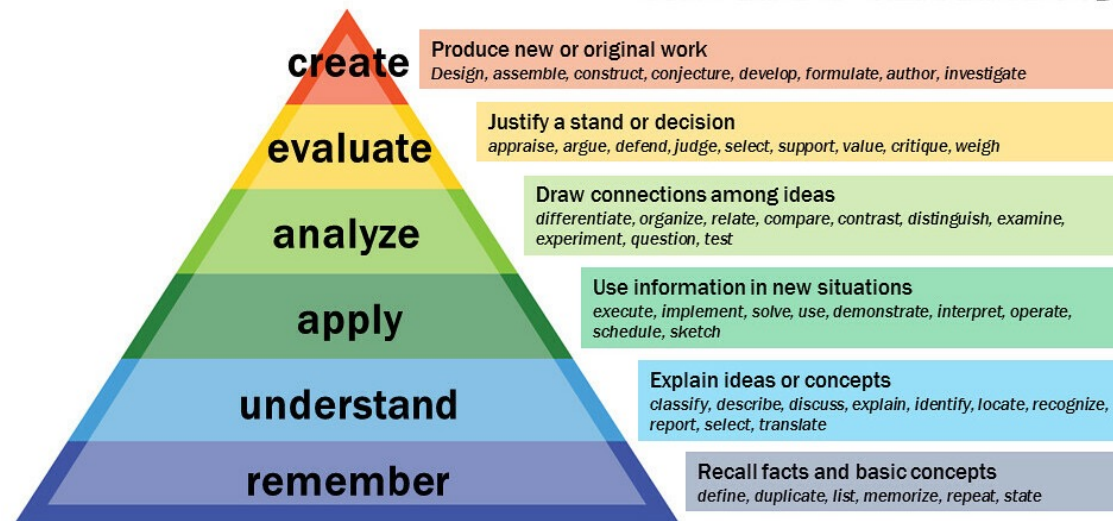 create
Produce new or original work
Design, assemble, construct, conjecture, develop, formulate, author, investigate
evaluate
Justify a stand or decision
appraise, argue, defend, judge, select, support, value, critique, weigh
analyze
Draw connections among ideas
differentiate, organize, relate, compare, contrast, distinguish, examine,
experiment, question, test
apply
Use information in new situations
execute, implement, solve, use, demonstrate, interpret, operate,
schedule, sketch
understand
Explain ideas or concepts
classify, describe, discuss, explain, identify, locate, recognize,
report, select, translate
remember
Recall facts and basic concepts
define, duplicate, list, memorize, repeat, state